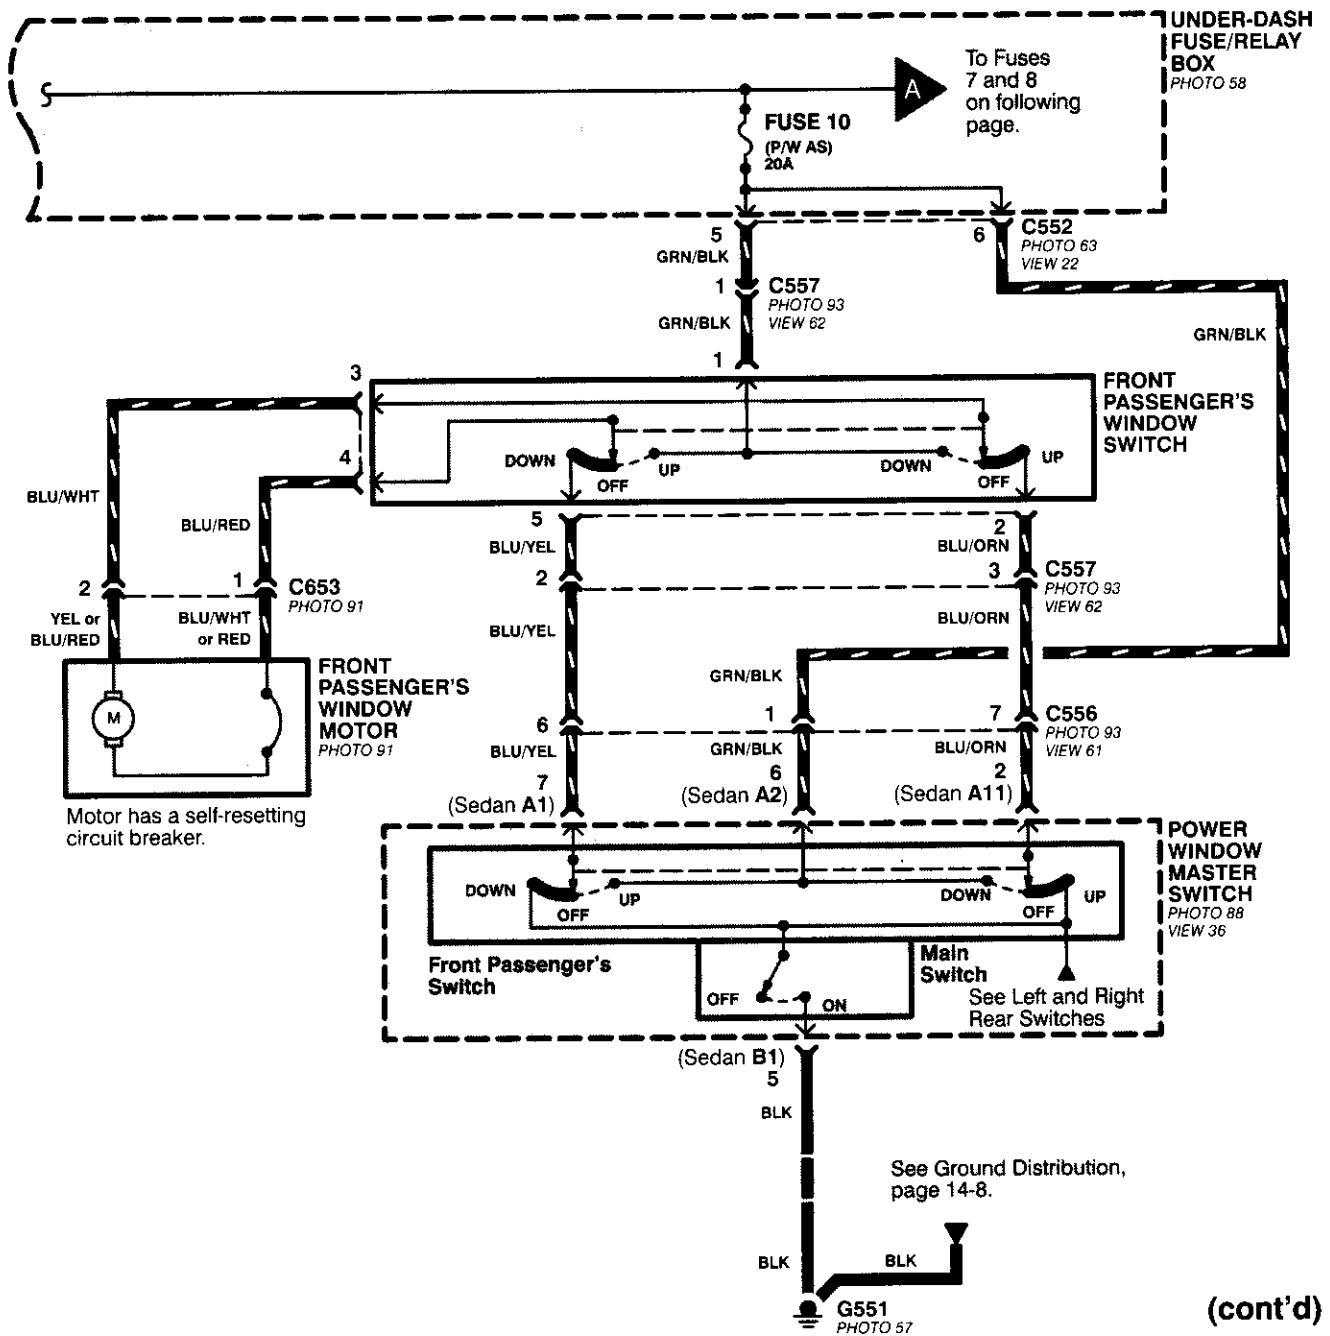 UNDER-DASH
FUSE/RELAY
BOX
PHOTO 58
To Fuses
7 and 8
on following
page.
A
FUSE 10
(P/W AS)
20A
5
6
C552
PHOTO 63
VIEW 22
GRN/BLK
1
C557
PHOTO 93
VIEW 62
GRN/BLK
GRN/BLK
1
3
FRONT
PASSENGER'S
WINDOW
SWITCH
4
DOWN
OFF
UP
DOWN
OFF
UP
BLU/WHT
BLU/RED
5
2
BLU/YEL
BLU/ORN
2
1
C653
PHOTO 91
2
3
C557
PHOTO 93
VIEW 62
YEL or
BLU/RED
BLU/WHT
or RED
BLU/YEL
BLU/ORN
M
FRONT
PASSENGER'S
WINDOW
MOTOR
PHOTO 91
Motor has a self-resetting
circuit breaker.
GRN/BLK
6
1
7
C556
PHOTO 93
VIEW 61
BLU/YEL
GRN/BLK
BLU/ORN
7
(Sedan A1)
6
(Sedan A2)
2
(Sedan A11)
POWER
WINDOW
MASTER
SWITCH
PHOTO 88
VIEW 36
DOWN
OFF
UP
DOWN
OFF
UP
Front Passenger's
Switch
Main
Switch
OFF
ON
See Left and Right
Rear Switches
(Sedan B1)
5
BLK
See Ground Distribution,
page 14-8.
BLK
BLK
G551
PHOTO 57
(cont'd)